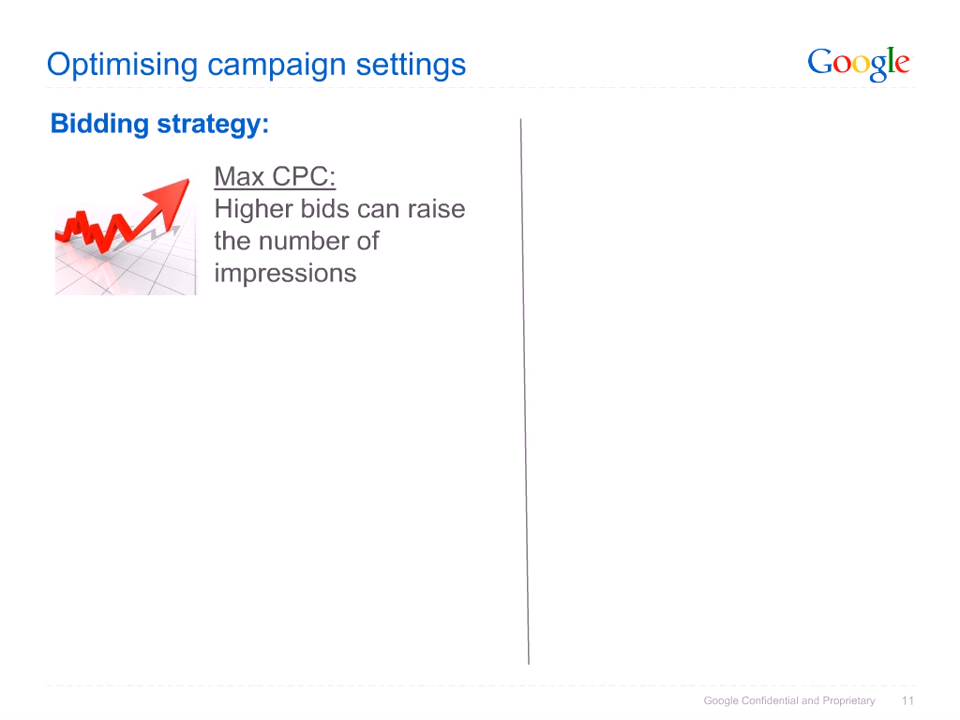 Optimising campaign settings
Google
Bidding strategy:
Max CPC:
Higher bids can raise
the number of
impressions
Google Confidential and Proprietary 11